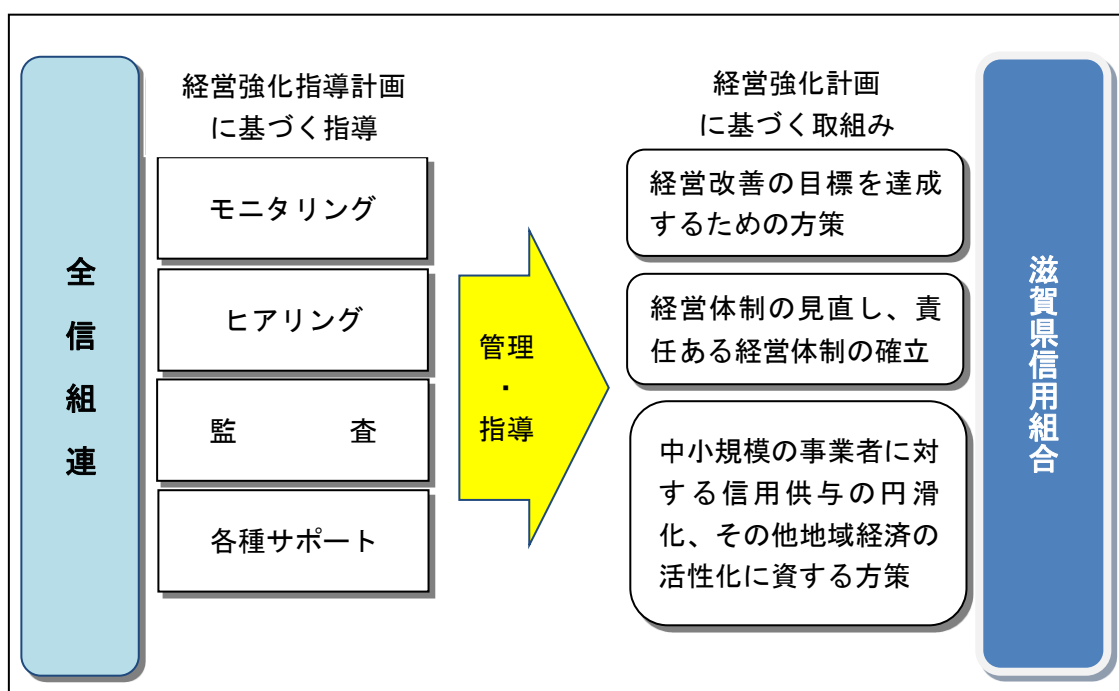 全信組連
経営強化指導計画
に基づく指導
モニタリング
ヒアリング
監査
各種サポート
管理
・
指導
経営強化計画
に基づく取組み
経営改善の目標を達成
するための方策
経営体制の見直し、責
任ある経営体制の確立
中小規模の事業者に対
する信用供与の円滑
化、その他地域経済の
活性化に資する方策
滋賀県信用組合